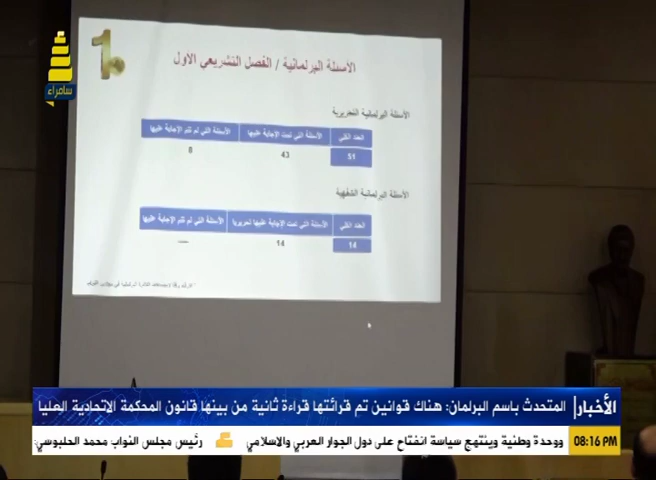 سامراء
الاسئلة البرلمانية / الفصل التشريعي الاول
الأسئلة البرلمانية التحريرية
العدد الكلي الأسئلة التي تمت الإجابة عليها الأسئلة التي لم تتم الإجابة عليها
51 43 8
الأسئلة البرلمانية الشفهية
العدد الكلي الأسئلة التي تمت الإجابة عليها تحريريا الأسئلة التي لم تتم الإجابة عليها
14 14 —
الأخبار المتحدث باسم البرلمان: هناك قوانين تم قرائتها قراءة ثانية من بينها قانون المحكمة الاتحادية العليا
08:16 PM ووحدة وطنية وينتهج سياسة انفتاح على دول الجوار العربي والاسلامي رئيس مجلس النواب محمد الحلبوسي: